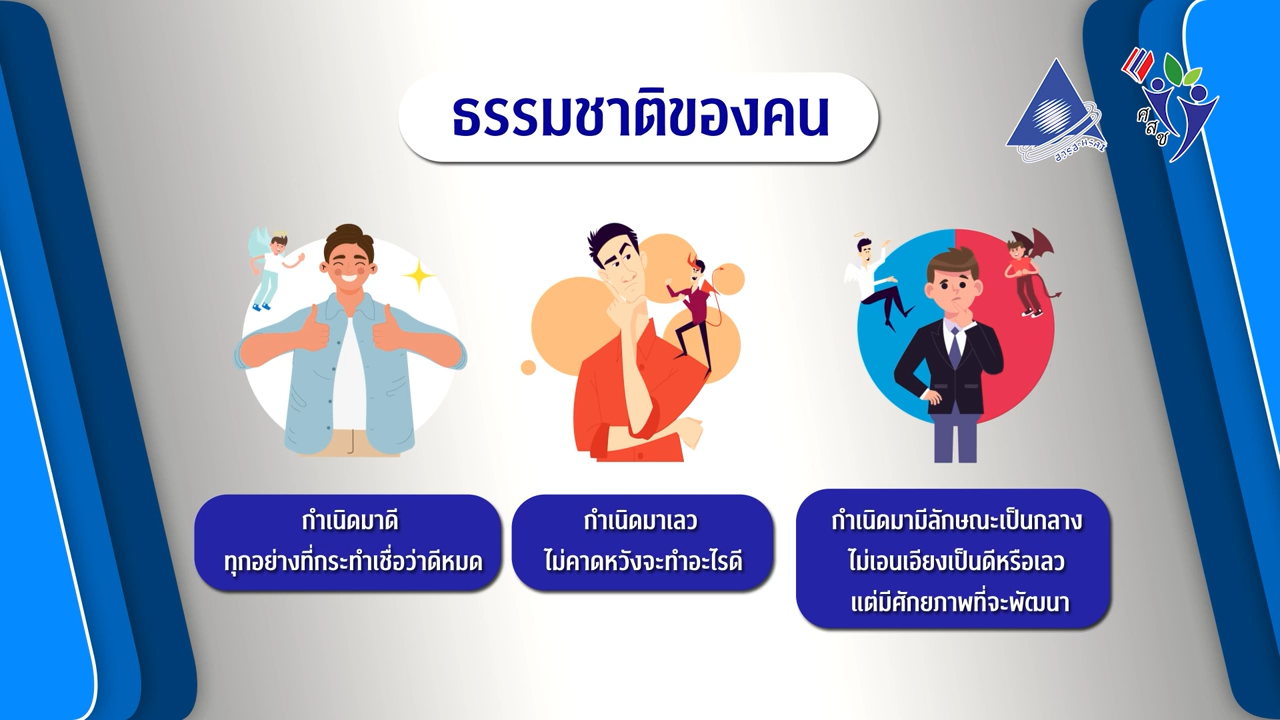 ธรรมชาติของคน
ศสช
กำเนิดมาดี
ทุกอย่างที่กระทำเชื่อว่าดีหมด
กำเนิดมาเลว
ไม่คาดหวังจะทำอะไรดี
กำเนิดมามีลักษณะเป็นกลาง
ไม่เอนเอียงเป็นดีหรือเลว
แต่มีศักยภาพที่จะพัฒนา